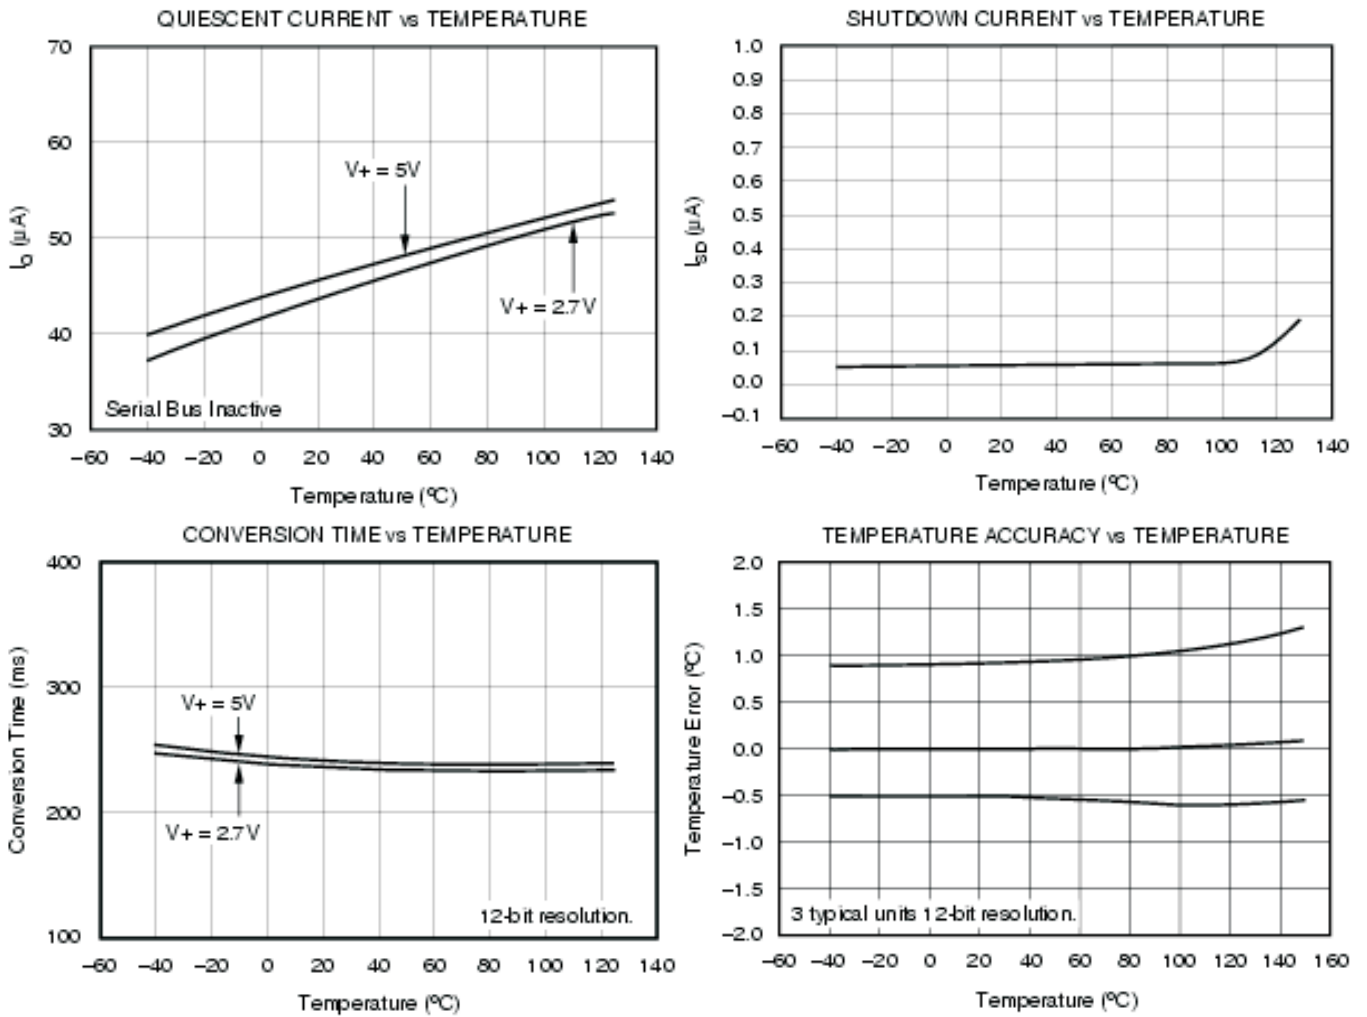 QUIESCENT CURRENT vs TEMPERATURE
70
60
50
40
30
I_Q (µA)
V+ = 5V
V+ = 2.7V
Serial Bus Inactive
−60 −40 −20 0 20 40 60 80 100 120 140
Temperature (°C)
SHUTDOWN CURRENT vs TEMPERATURE
1.0
0.9
0.8
0.7
0.6
0.5
0.4
0.3
0.2
0.1
0.0
−0.1
I_SD (µA)
−60 −40 −20 0 20 40 60 80 100 120 140
Temperature (°C)
CONVERSION TIME vs TEMPERATURE
400
300
200
100
Conversion Time (ms)
V+ = 5V
V+ = 2.7V
12-bit resolution.
−60 −40 −20 0 20 40 60 80 100 120 140
Temperature (°C)
TEMPERATURE ACCURACY vs TEMPERATURE
2.0
1.5
1.0
0.5
0.0
−0.5
−1.0
−1.5
−2.0
Temperature Error (°C)
3 typical units 12-bit resolution.
−60 −40 −20 0 20 40 60 80 100 120 140 160
Temperature (°C)